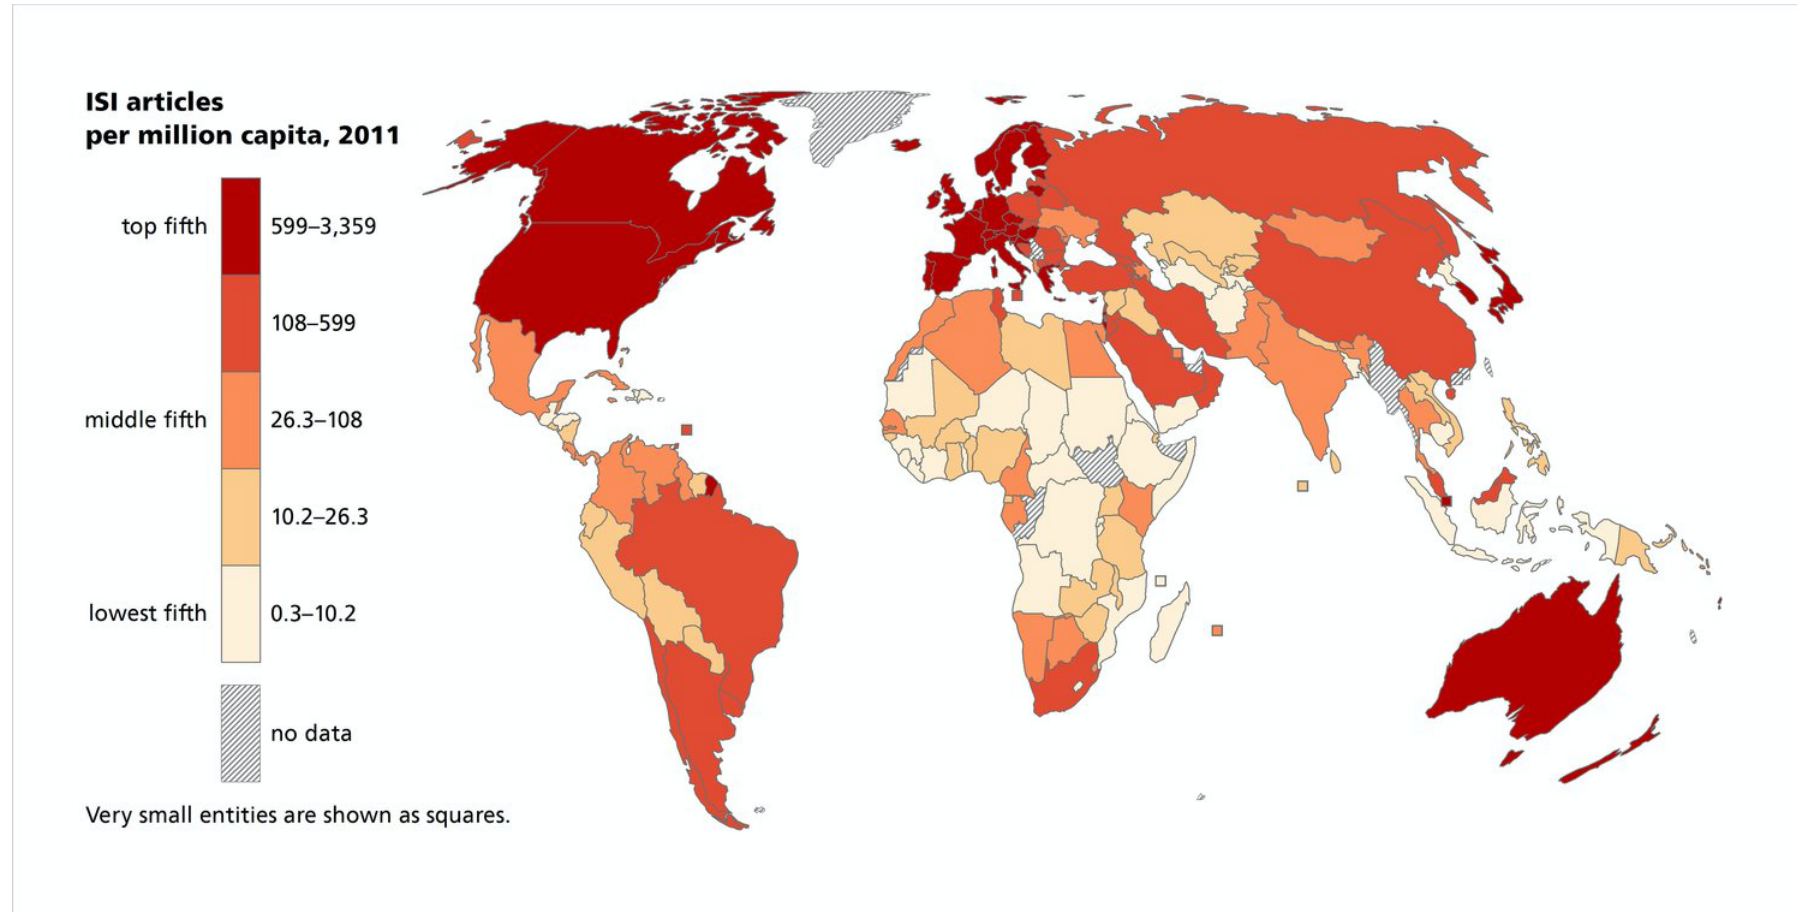 ISI articles
per million capita, 2011
top fifth
599–3,359
108–599
middle fifth
26.3–108
10.2–26.3
lowest fifth
0.3–10.2
no data
Very small entities are shown as squares.